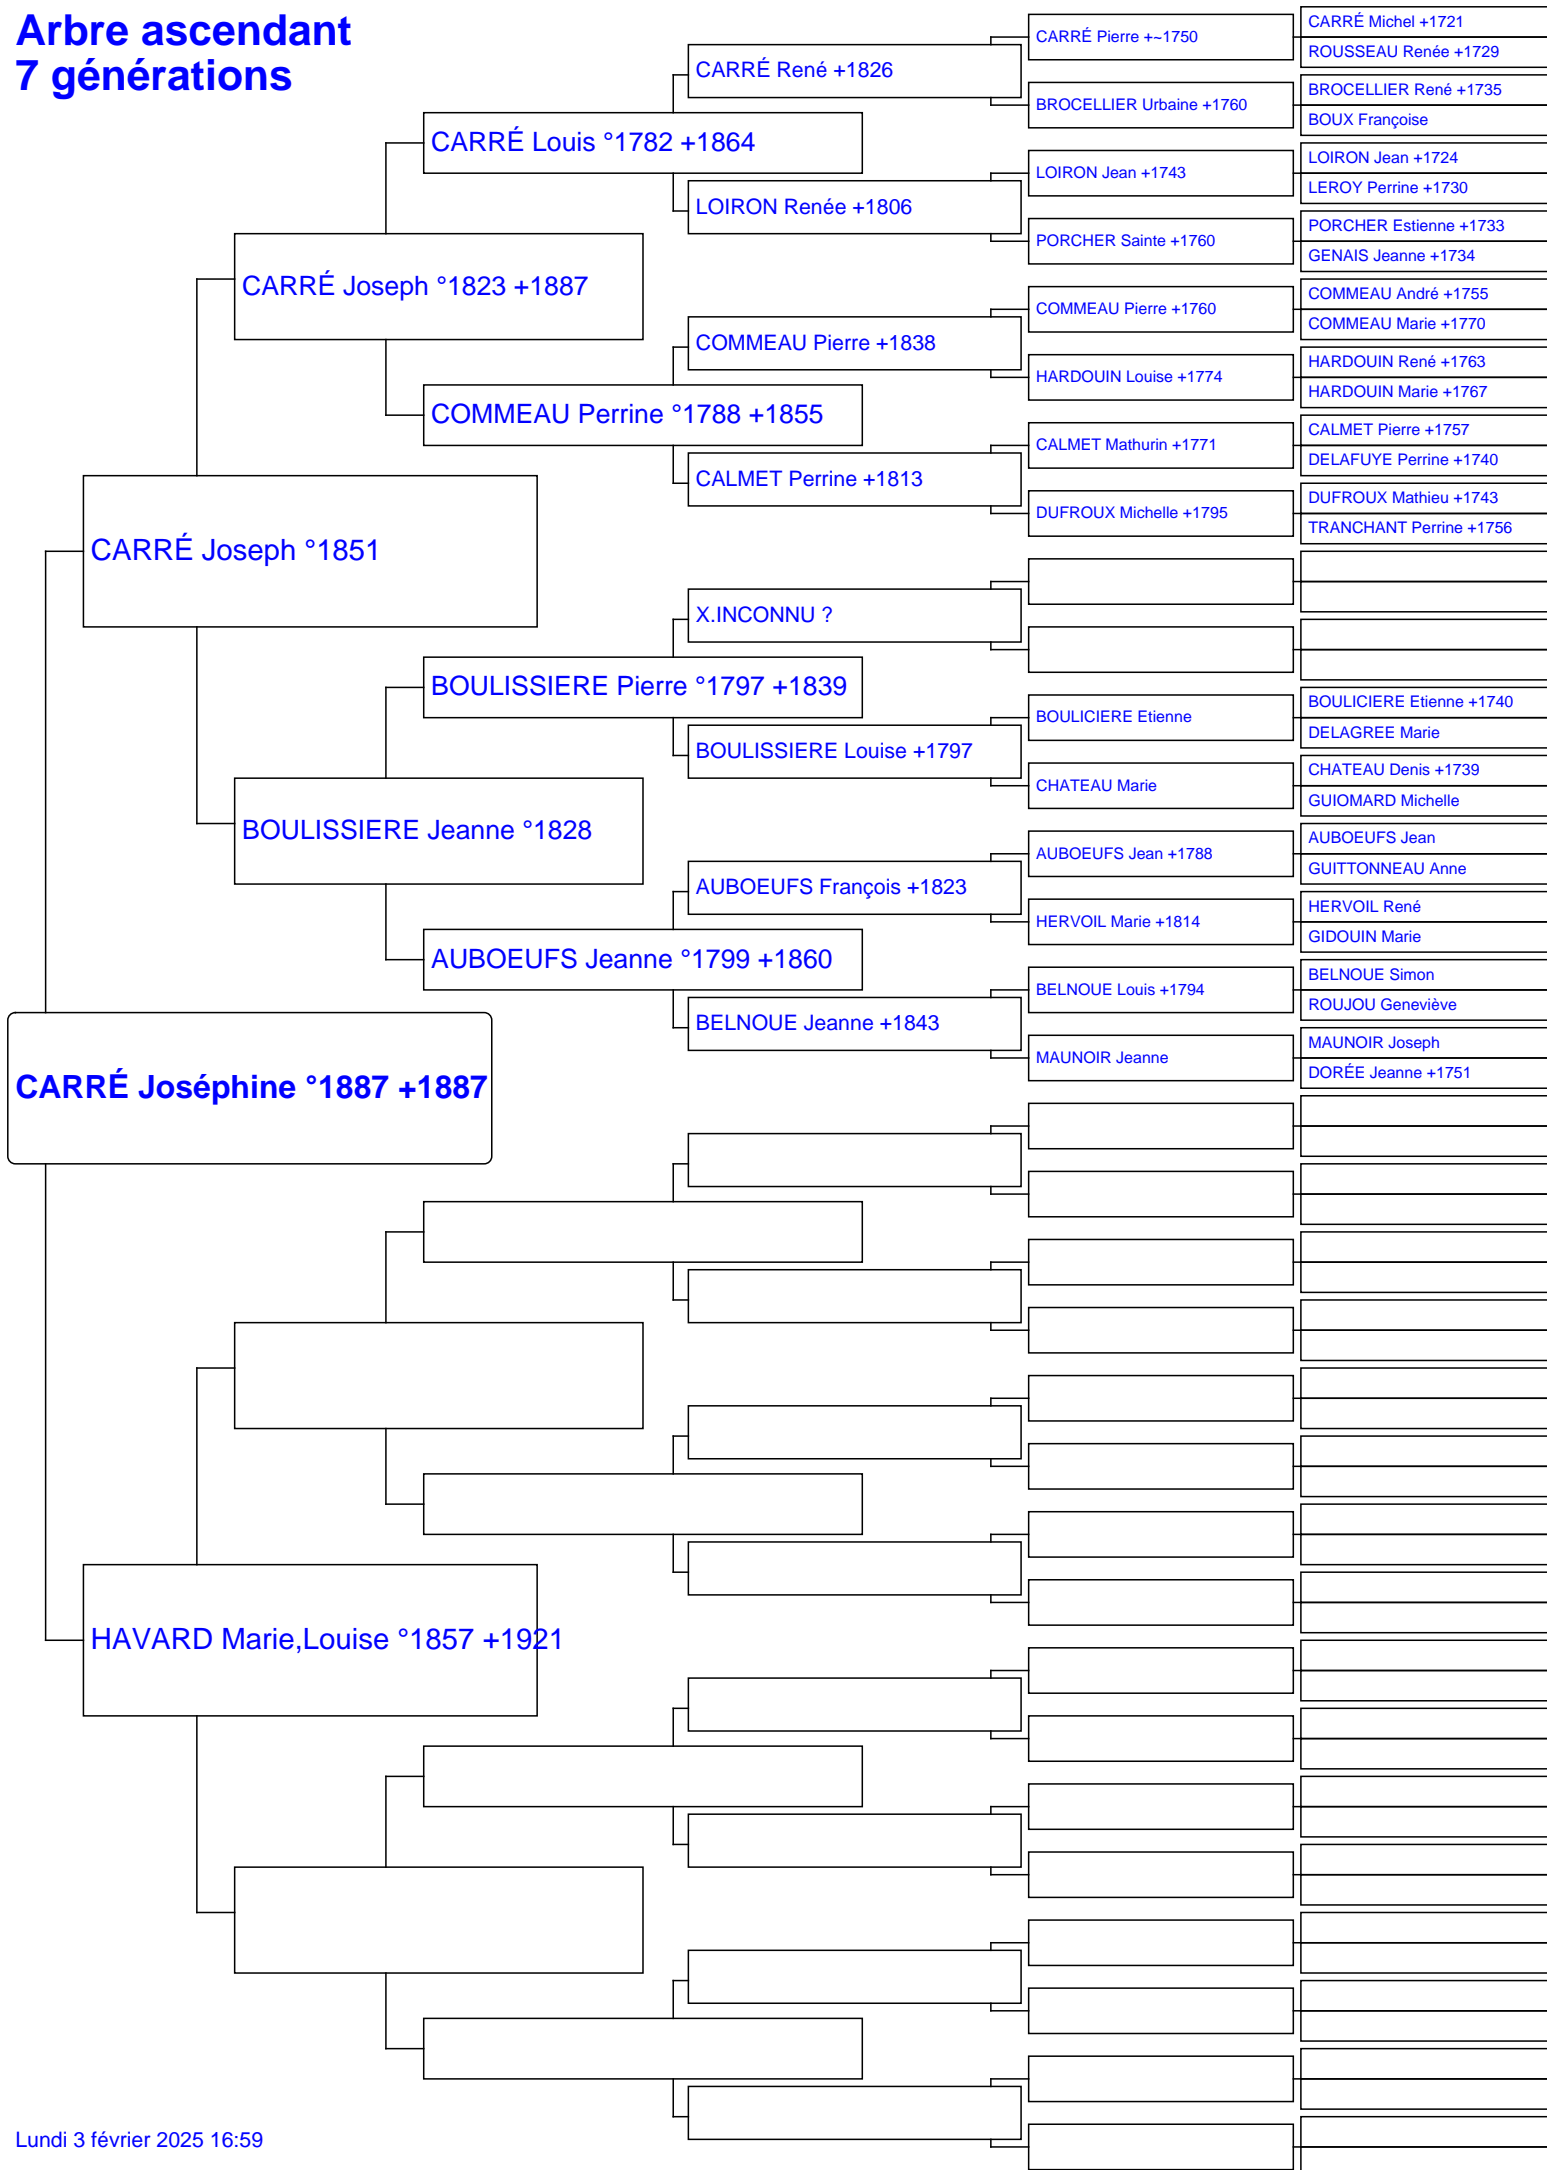 Arbre ascendant
7 générations
CARRÉ Joséphine °1887 +1887
CARRÉ Joseph °1851
HAVARD Marie,Louise °1857 +1921
CARRÉ Joseph °1823 +1887
BOULISSIERE Jeanne °1828
CARRÉ Louis °1782 +1864
COMMEAU Perrine °1788 +1855
BOULISSIERE Pierre °1797 +1839
AUBOEUFS Jeanne °1799 +1860
CARRÉ René +1826
LOIRON Renée +1806
COMMEAU Pierre +1838
CALMET Perrine +1813
X.INCONNU ?
BOULISSIERE Louise +1797
AUBOEUFS François +1823
BELNOUE Jeanne +1843
CARRÉ Pierre +~1750
BROCELLIER Urbaine +1760
LOIRON Jean +1743
PORCHER Sainte +1760
COMMEAU Pierre +1760
HARDOUIN Louise +1774
CALMET Mathurin +1771
DUFROUX Michelle +1795
BOULICIERE Etienne
CHATEAU Marie
AUBOEUFS Jean +1788
HERVOIL Marie +1814
BELNOUE Louis +1794
MAUNOIR Jeanne
CARRÉ Michel +1721
ROUSSEAU Renée +1729
BROCELLIER René +1735
BOUX Françoise
LOIRON Jean +1724
LEROY Perrine +1730
PORCHER Estienne +1733
GENAIS Jeanne +1734
COMMEAU André +1755
COMMEAU Marie +1770
HARDOUIN René +1763
HARDOUIN Marie +1767
CALMET Pierre +1757
DELAFUYE Perrine +1740
DUFROUX Mathieu +1743
TRANCHANT Perrine +1756
BOULICIERE Etienne +1740
DELAGREE Marie
CHATEAU Denis +1739
GUIOMARD Michelle
AUBOEUFS Jean
GUITTONNEAU Anne
HERVOIL René
GIDOUIN Marie
BELNOUE Simon
ROUJOU Geneviève
MAUNOIR Joseph
DORÉE Jeanne +1751
Lundi 3 février 2025 16:59